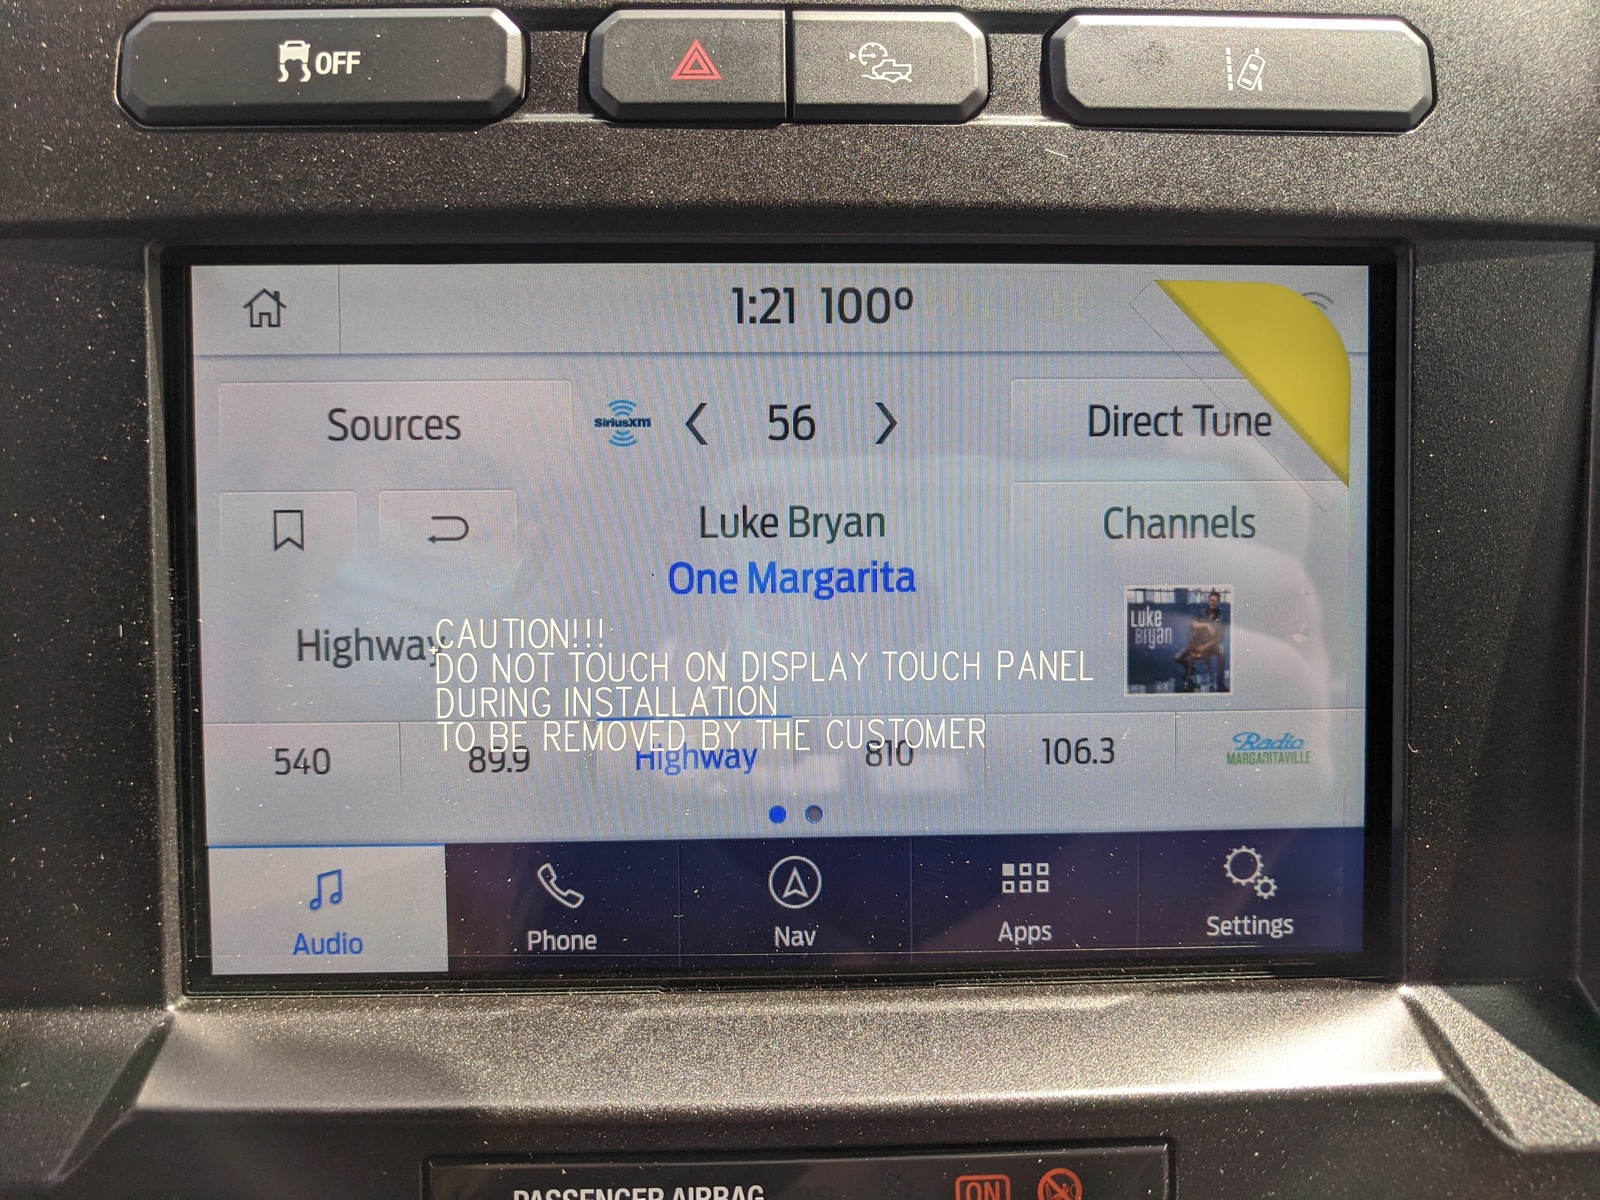 OFF
1:21 100º
Sources
SiriusXM
56
Direct Tune
Luke Bryan
Channels
One Margarita
Luke
Bryan
Highway
CAUTION!!!
DO NOT TOUCH ON DISPLAY TOUCH PANEL
DURING INSTALLATION
TO BE REMOVED BY THE CUSTOMER
540
89.9
Highway
810
106.3
Radio
MARGARITAVILLE
Audio
Phone
Nav
Apps
Settings
PASSENGER AIRBAG
ON